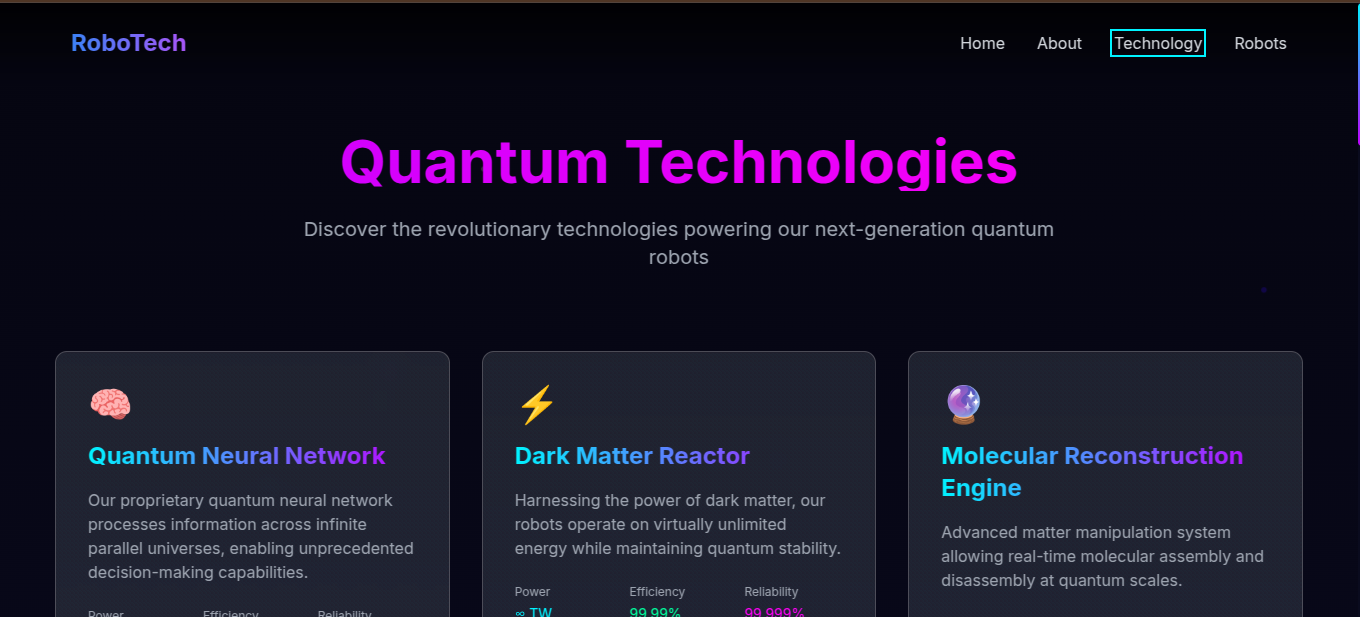 RoboTech
Home About Technology Robots
Quantum Technologies
Discover the revolutionary technologies powering our next-generation quantum
robots
Quantum Neural Network
Our proprietary quantum neural network
processes information across infinite
parallel universes, enabling unprecedented
decision-making capabilities.
Power Efficiency Reliability
Dark Matter Reactor
Harnessing the power of dark matter, our
robots operate on virtually unlimited
energy while maintaining quantum stability.
Power Efficiency Reliability
∞ TW 99.99% 99.999%
Molecular Reconstruction
Engine
Advanced matter manipulation system
allowing real-time molecular assembly and
disassembly at quantum scales.